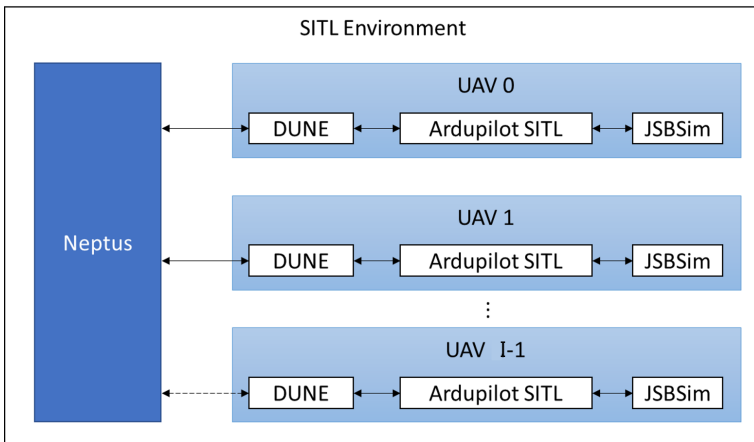 SITL Environment
Neptus
UAV 0
DUNE Ardupilot SITL JSBSim
UAV 1
DUNE Ardupilot SITL JSBSim
⋮
UAV I-1
DUNE Ardupilot SITL JSBSim